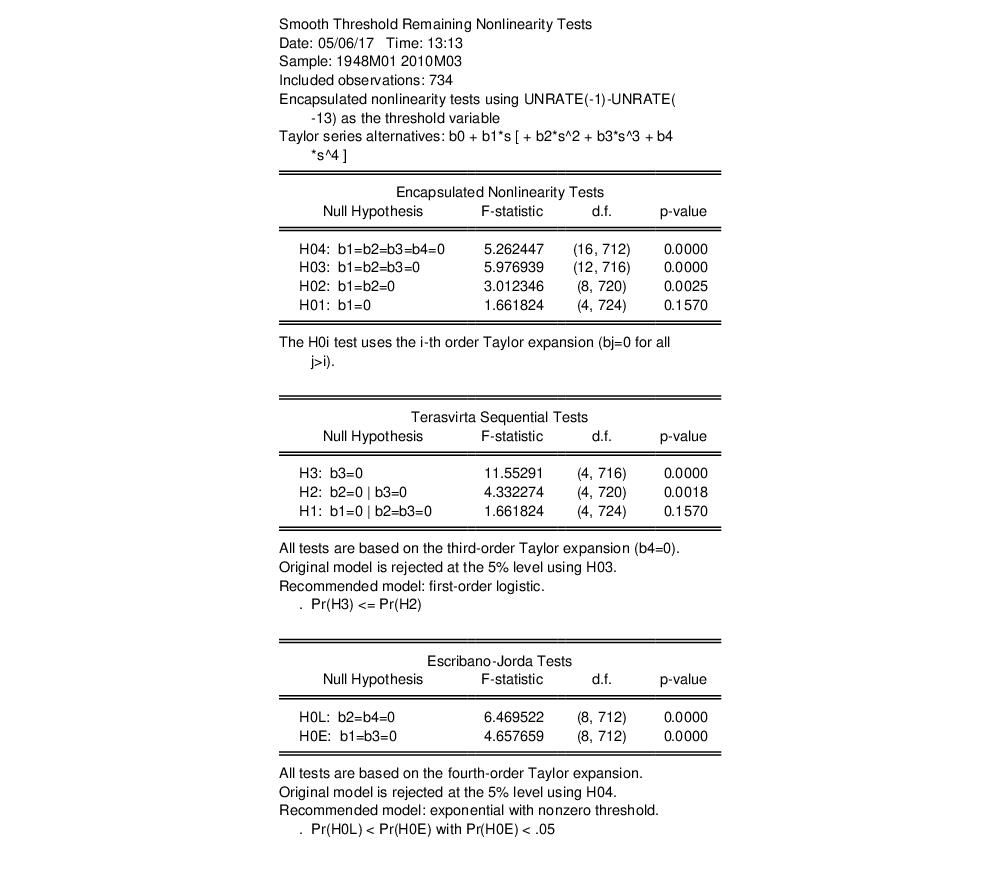 Smooth Threshold Remaining Nonlinearity Tests
Date: 05/06/17 Time: 13:13
Sample: 1948M01 2010M03
Included observations: 734
Encapsulated nonlinearity tests using UNRATE(-1)-UNRATE(
-13) as the threshold variable
Taylor series alternatives: b0 + b1*s [ + b2*s^2 + b3*s^3 + b4
*s^4 ]
Encapsulated Nonlinearity Tests
Null Hypothesis F-statistic d.f. p-value
H04: b1=b2=b3=b4=0 5.262447 (16, 712) 0.0000
H03: b1=b2=b3=0 5.976939 (12, 716) 0.0000
H02: b1=b2=0 3.012346 (8, 720) 0.0025
H01: b1=0 1.661824 (4, 724) 0.1570
The H0i test uses the i-th order Taylor expansion (bj=0 for all
j>i).
Terasvirta Sequential Tests
Null Hypothesis F-statistic d.f. p-value
H3: b3=0 11.55291 (4, 716) 0.0000
H2: b2=0 | b3=0 4.332274 (4, 720) 0.0018
H1: b1=0 | b2=b3=0 1.661824 (4, 724) 0.1570
All tests are based on the third-order Taylor expansion (b4=0).
Original model is rejected at the 5% level using H03.
Recommended model: first-order logistic.
. Pr(H3) <= Pr(H2)
Escribano-Jorda Tests
Null Hypothesis F-statistic d.f. p-value
H0L: b2=b4=0 6.469522 (8, 712) 0.0000
H0E: b1=b3=0 4.657659 (8, 712) 0.0000
All tests are based on the fourth-order Taylor expansion.
Original model is rejected at the 5% level using H04.
Recommended model: exponential with nonzero threshold.
. Pr(H0L) < Pr(H0E) with Pr(H0E) < .05